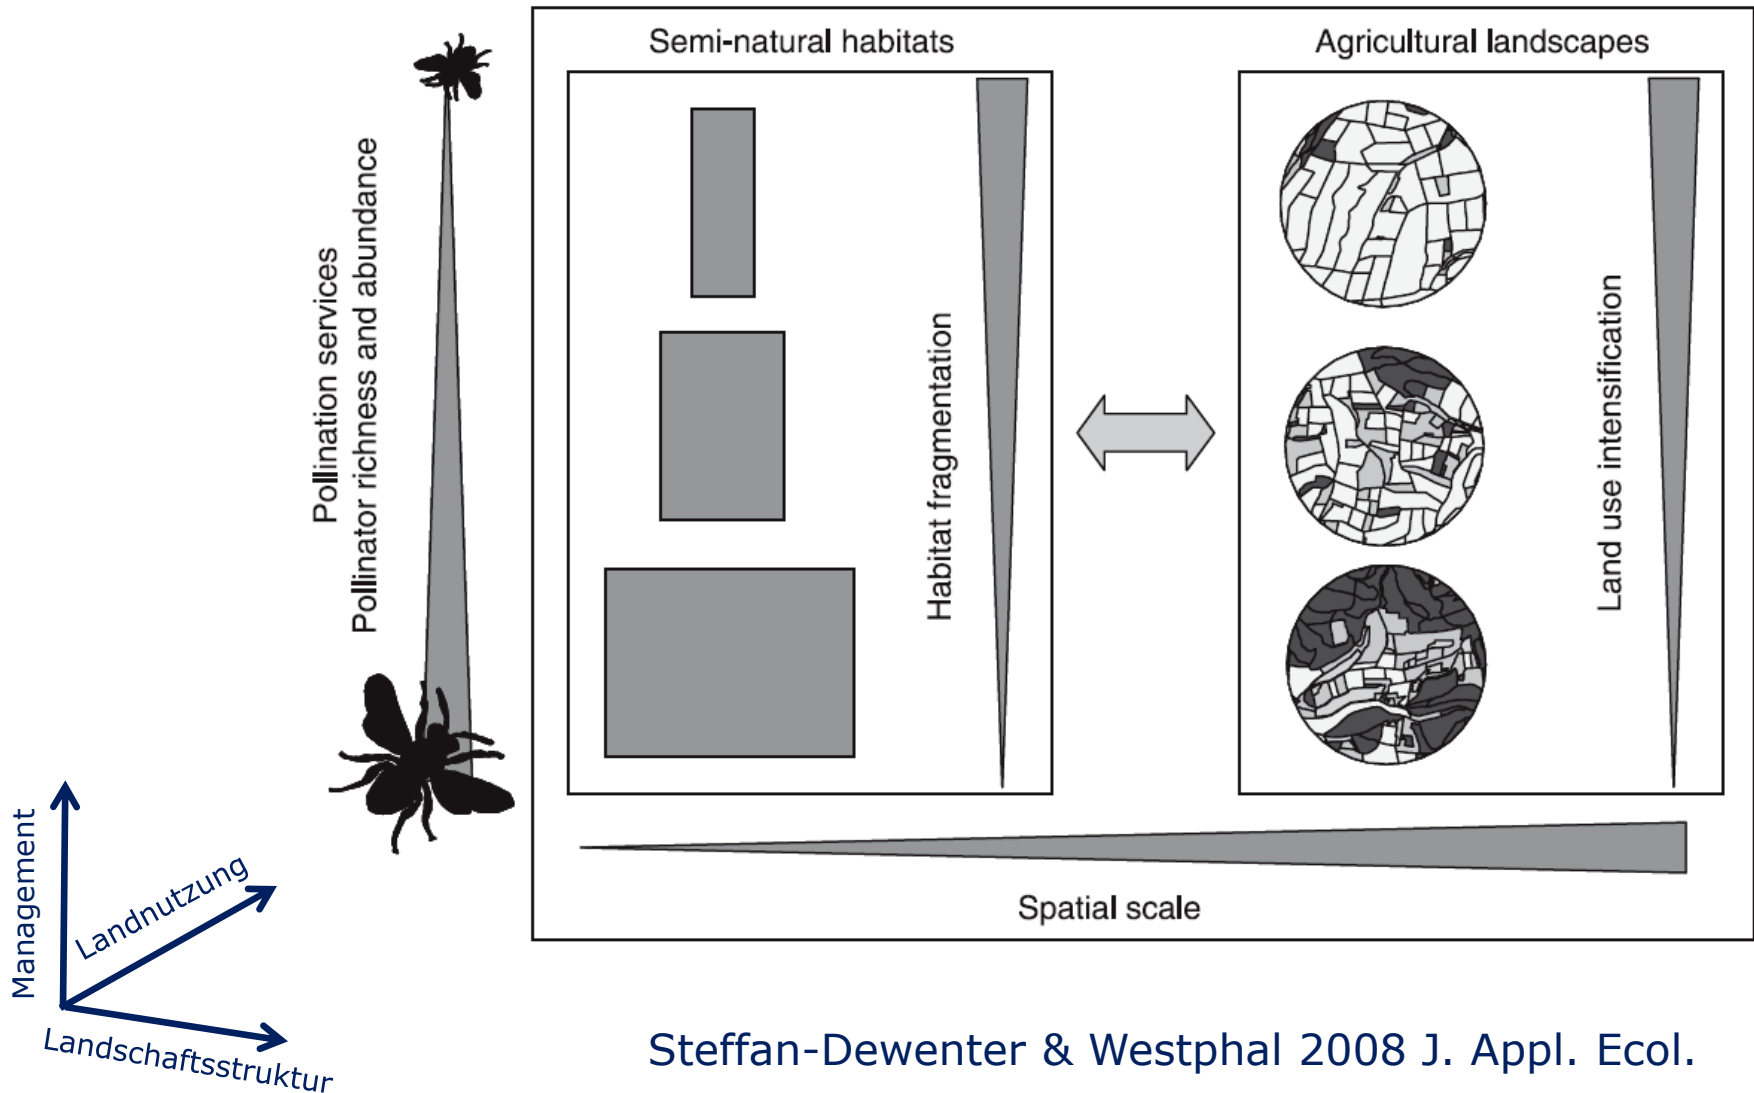 Semi-natural habitats
Agricultural landscapes
Pollination services
Pollinator richness and abundance
Habitat fragmentation
Land use intensification
Spatial scale
Management
Landnutzung
Landschaftsstruktur
Steffan-Dewenter & Westphal 2008 J. Appl. Ecol.